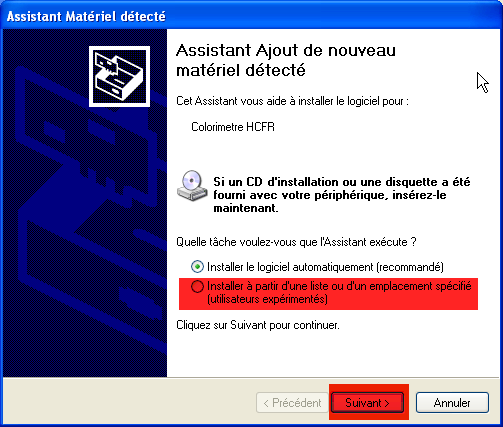 Assistant Matériel détecté
Assistant Ajout de nouveau
matériel détecté
Cet Assistant vous aide à installer le logiciel pour :
Colorimetre HCFR
Si un CD d'installation ou une disquette a été
fourni avec votre périphérique, insérez-le
maintenant.
Quelle tâche voulez-vous que l'Assistant exécute ?
Installer le logiciel automatiquement (recommandé)
Installer à partir d'une liste ou d'un emplacement spécifié
(utilisateurs expérimentés)
Cliquez sur Suivant pour continuer.
< Précédent
Suivant >
Annuler